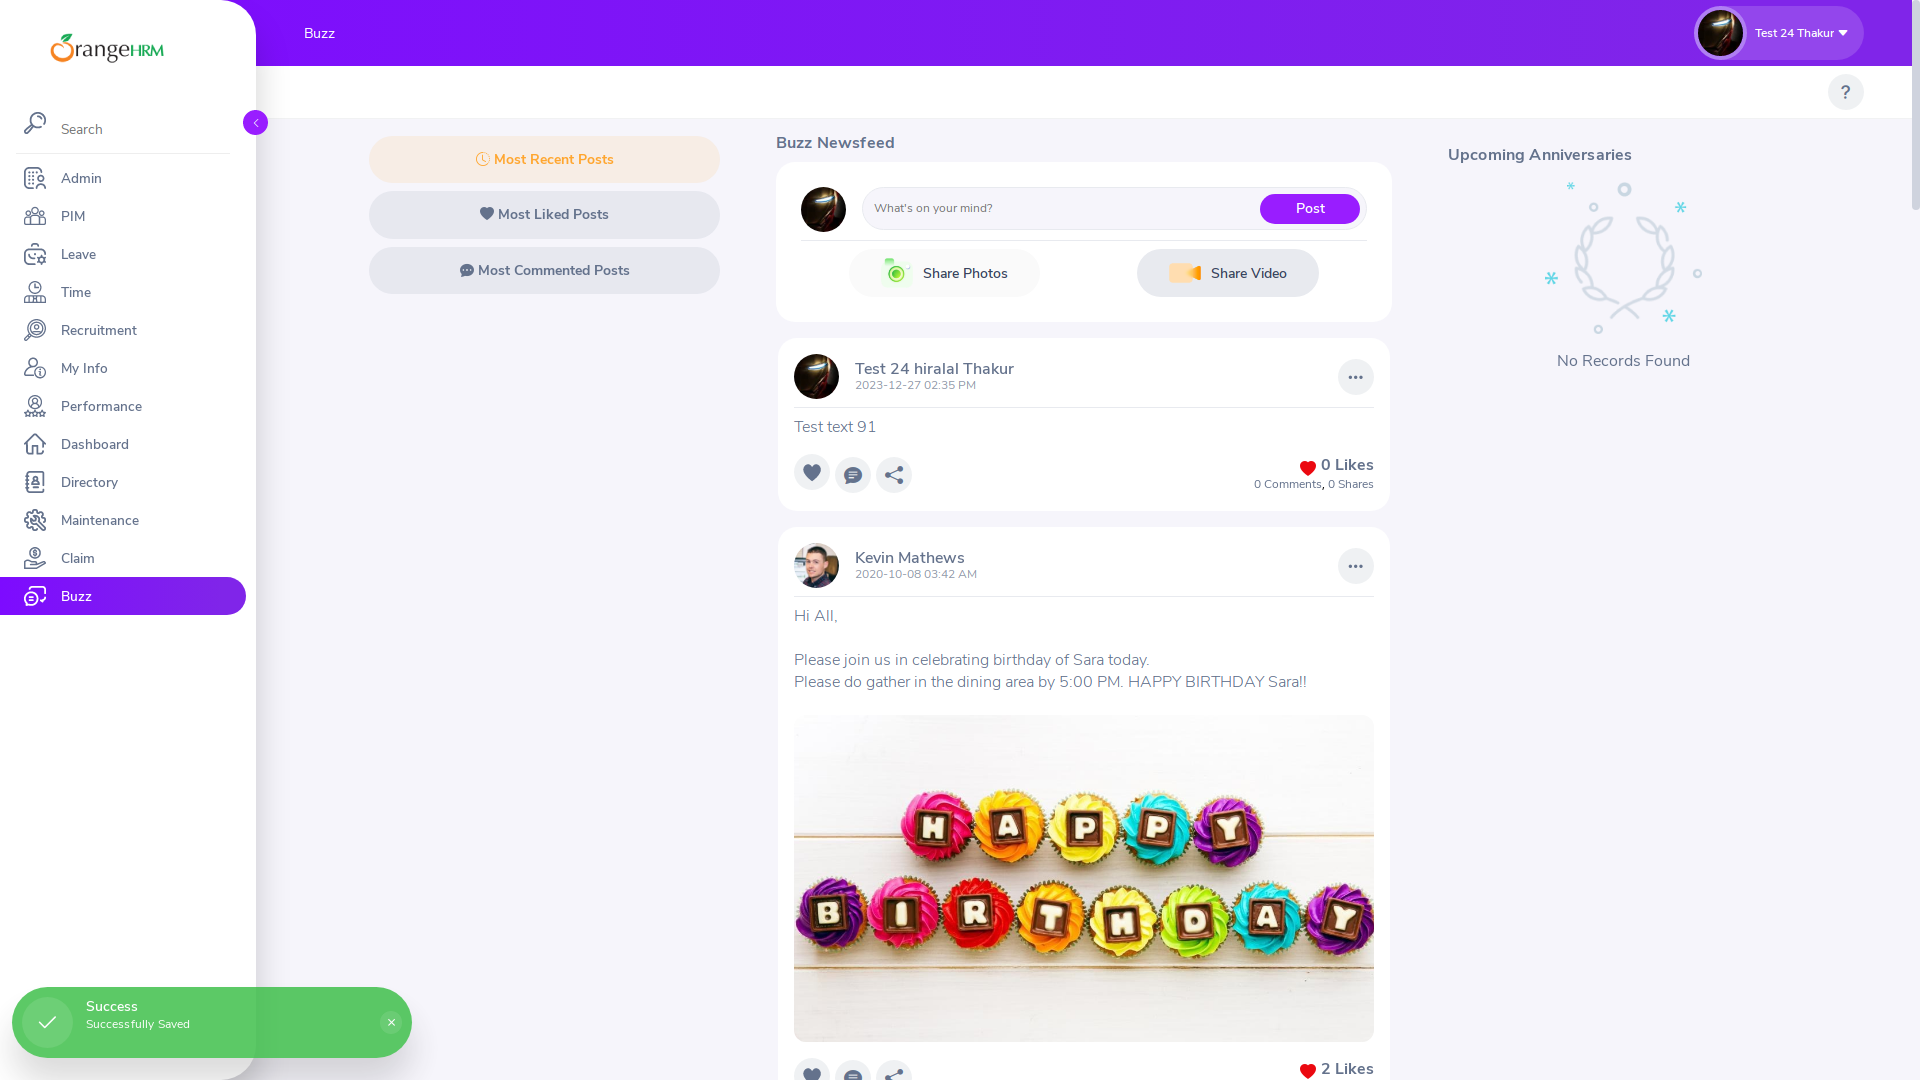 OrangeHRM
Search
Admin
PIM
Leave
Time
Recruitment
My Info
Performance
Dashboard
Directory
Maintenance
Claim
Buzz
Buzz
Test 24 Thakur
?
Most Recent Posts
Most Liked Posts
Most Commented Posts
Buzz Newsfeed
What's on your mind?
Post
Share Photos
Share Video
Test 24 hiralal Thakur
2023-12-27 02:35 PM
Test text 91
0 Likes
0 Comments, 0 Shares
Kevin Mathews
2020-10-08 03:42 AM
Hi All,
Please join us in celebrating birthday of Sara today.
Please do gather in the dining area by 5:00 PM. HAPPY BIRTHDAY Sara!!
HAPPY
BIRTHDAY
2 Likes
Upcoming Anniversaries
No Records Found
Success
Successfully Saved